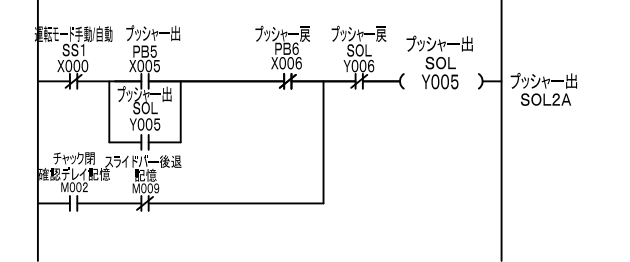 運転モード手動/自動
SS1
X000
プッシャー出
PB5
X005
プッシャー出
SOL
Y005
プッシャー戻
PB6
X006
プッシャー戻
SOL
Y006
プッシャー出
SOL
Y005
プッシャー出
SOL2A
チャック閉
確認デレイ記憶
M002
スライドバー後退
記憶
M009